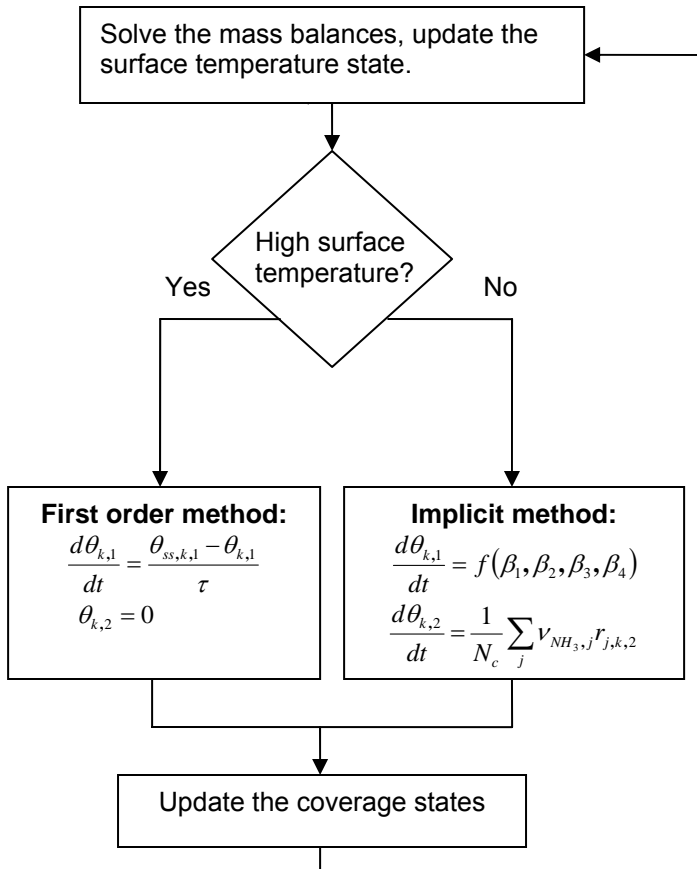 Solve the mass balances, update the
surface temperature state.
High surface
temperature?
Yes
No
First order method:
dθ_{k,1}/dt = (θ_{ss,k,1} − θ_{k,1})/τ
θ_{k,2} = 0
Implicit method:
dθ_{k,1}/dt = f(β_1, β_2, β_3, β_4)
dθ_{k,2}/dt = 1/N_c ∑_j ν_{NH_3,j} r_{j,k,2}
Update the coverage states